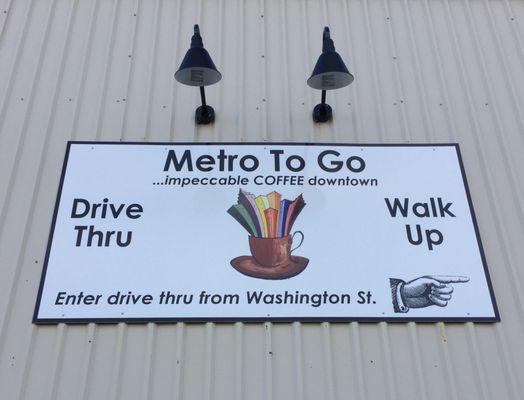 Metro To Go
...impeccable COFFEE downtown
Drive
Thru
Walk
Up
Enter drive thru from Washington St.